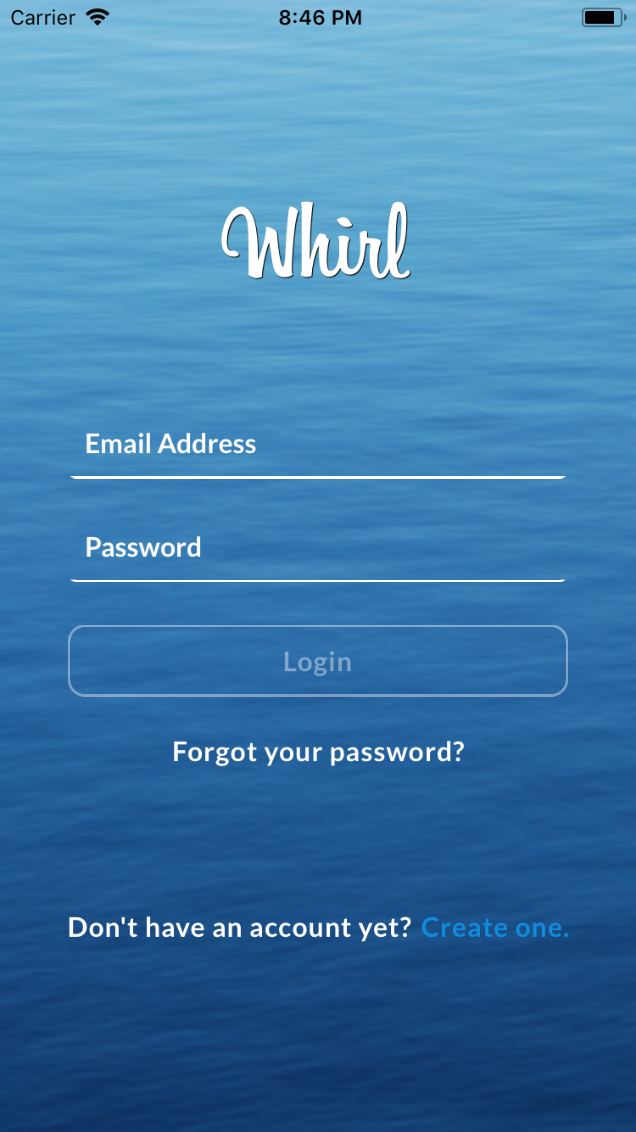 Carrier 8:46 PM
Whirl
Email Address
Password
Login
Forgot your password?
Don't have an account yet? Create one.